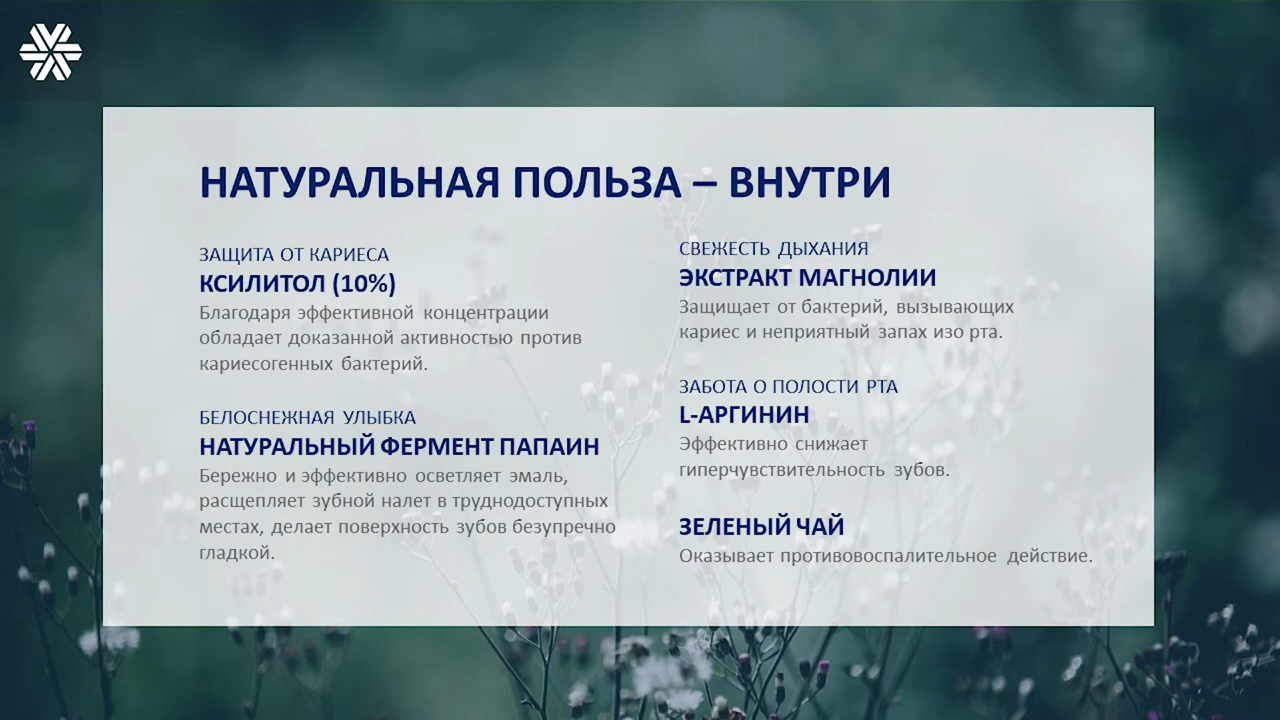 НАТУРАЛЬНАЯ ПОЛЬЗА – ВНУТРИ
ЗАЩИТА ОТ КАРИЕСА
КСИЛИТОЛ (10%)
Благодаря эффективной концентрации
обладает доказанной активностью против
кариесогенных бактерий.
БЕЛОСНЕЖНАЯ УЛЫБКА
НАТУРАЛЬНЫЙ ФЕРМЕНТ ПАПАИН
Бережно и эффективно осветляет эмаль,
расщепляет зубной налет в труднодоступных
местах, делает поверхность зубов безупречно
гладкой.
СВЕЖЕСТЬ ДЫХАНИЯ
ЭКСТРАКТ МАГНОЛИИ
Защищает от бактерий, вызывающих
кариес и неприятный запах изо рта.
ЗАБОТА О ПОЛОСТИ РТА
L-АРГИНИН
Эффективно снижает
гиперчувствительность зубов.
ЗЕЛЕНЫЙ ЧАЙ
Оказывает противовоспалительное действие.